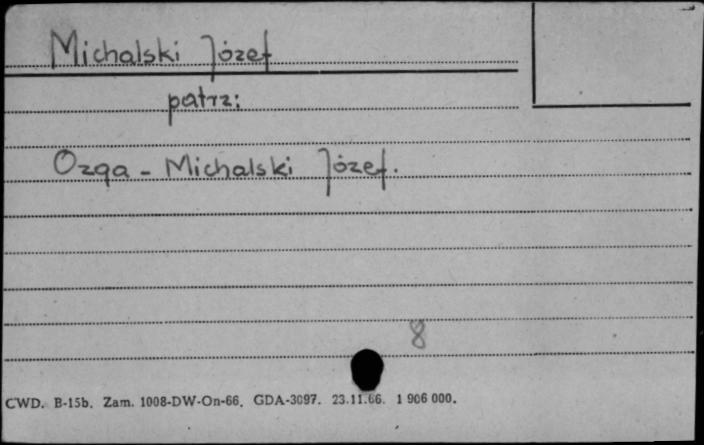 Michalski Józef
patrz:
Ozga - Michalski Józef.
8
CWD. B-15b. Zam. 1008-DW-On-66. GDA-3097. 23.11.66. 1 906 000.